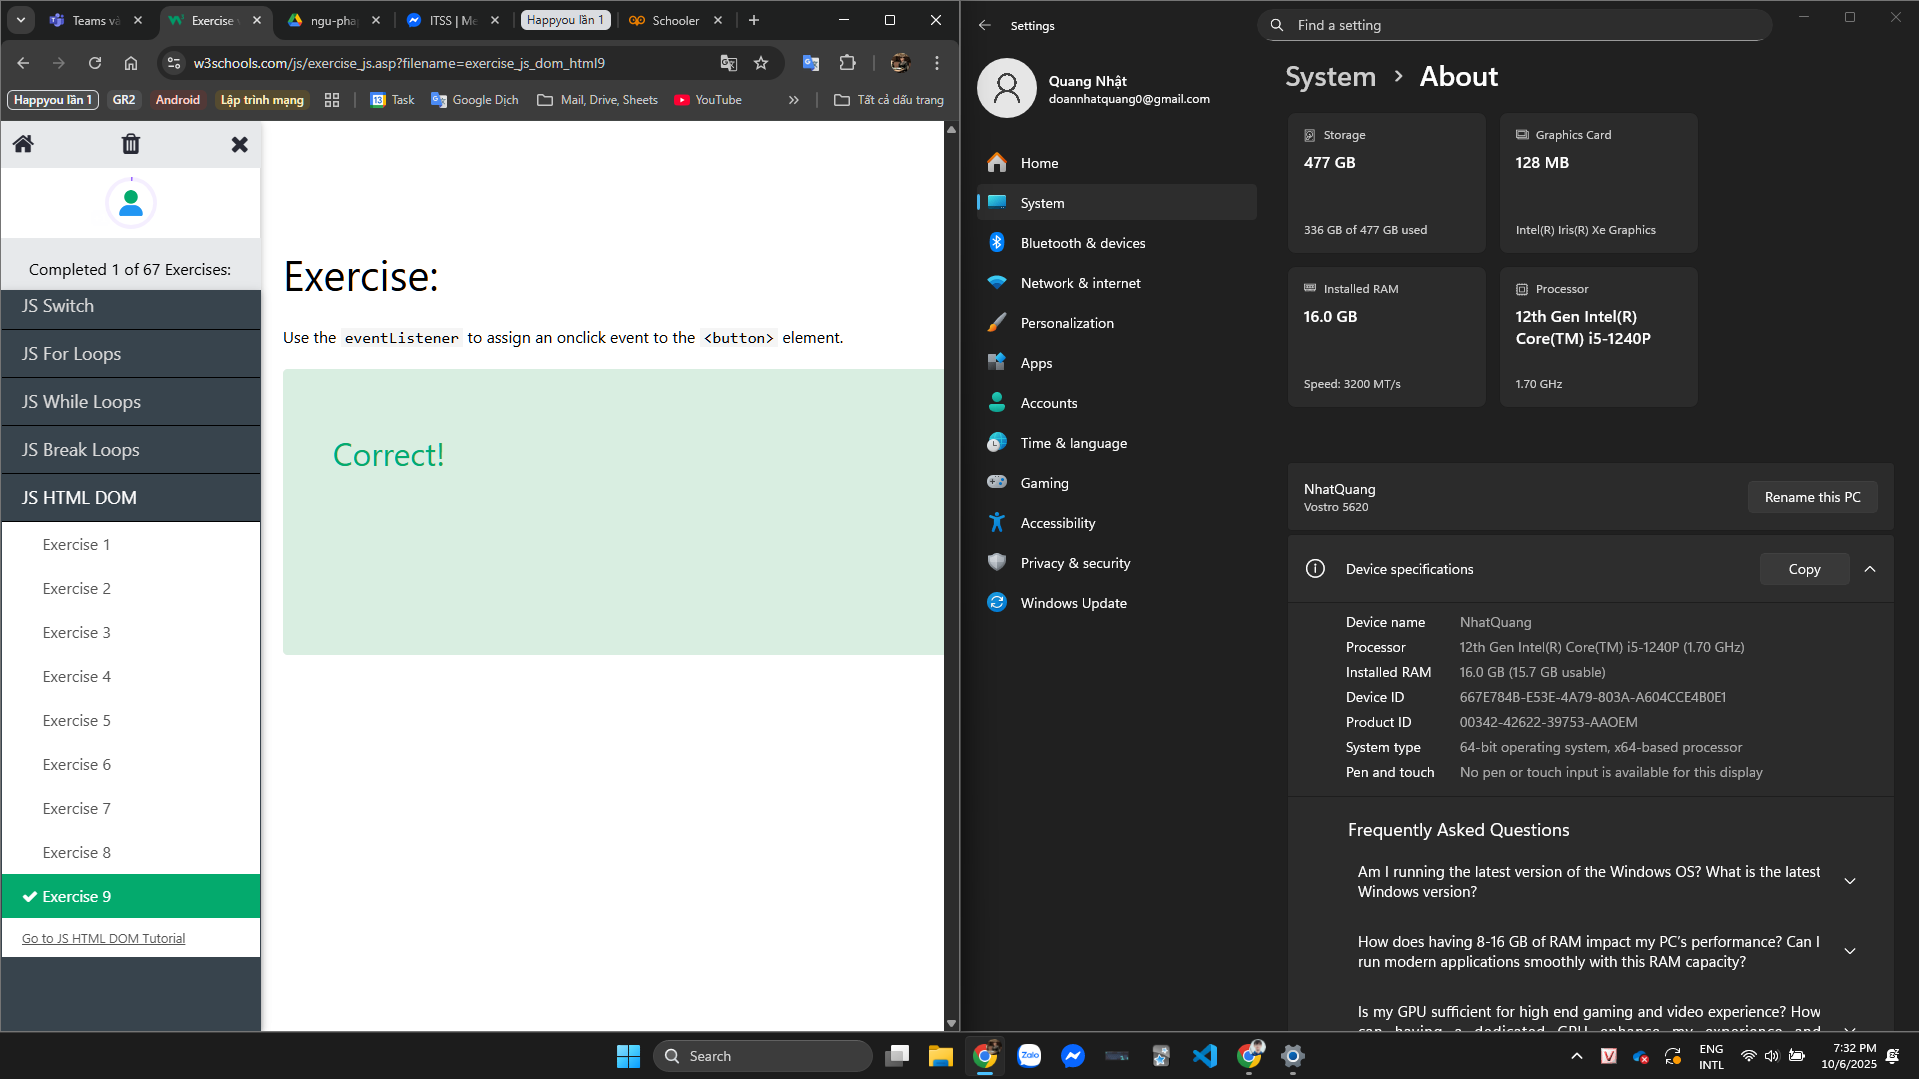 Teams và
Exercise
ngu-pha
ITSS | Me
Happyou lần 1
Schooler
w3schools.com/js/exercise_js.asp?filename=exercise_js_dom_html9
Happyou lần 1
GR2
Android
Lập trình mạng
Task
Google Dịch
Mail, Drive, Sheets
YouTube
»
Tất cả dấu trang
Completed 1 of 67 Exercises:
JS Switch
JS For Loops
JS While Loops
JS Break Loops
JS HTML DOM
Exercise 1
Exercise 2
Exercise 3
Exercise 4
Exercise 5
Exercise 6
Exercise 7
Exercise 8
Exercise 9
Go to JS HTML DOM Tutorial
Exercise:
Use the eventListener to assign an onclick event to the <button> element.
Correct!
Settings
Find a setting
Quang Nhật
doannhatquang0@gmail.com
Home
System
Bluetooth & devices
Network & internet
Personalization
Apps
Accounts
Time & language
Gaming
Accessibility
Privacy & security
Windows Update
System > About
Storage
477 GB
336 GB of 477 GB used
Graphics Card
128 MB
Intel(R) Iris(R) Xe Graphics
Installed RAM
16.0 GB
Speed: 3200 MT/s
Processor
12th Gen Intel(R)
Core(TM) i5-1240P
1.70 GHz
NhatQuang
Vostro 5620
Rename this PC
Device specifications
Copy
Device name NhatQuang
Processor 12th Gen Intel(R) Core(TM) i5-1240P (1.70 GHz)
Installed RAM 16.0 GB (15.7 GB usable)
Device ID 667E784B-E53E-4A79-803A-A604CCE4B0E1
Product ID 00342-42622-39753-AAOEM
System type 64-bit operating system, x64-based processor
Pen and touch No pen or touch input is available for this display
Frequently Asked Questions
Am I running the latest version of the Windows OS? What is the latest
Windows version?
How does having 8-16 GB of RAM impact my PC's performance? Can I
run modern applications smoothly with this RAM capacity?
Is my GPU sufficient for high end gaming and video experience? How
can having a dedicated GPU enhance my experience and
Search
Zalo
V
ENG
INTL
7:32 PM
10/6/2025